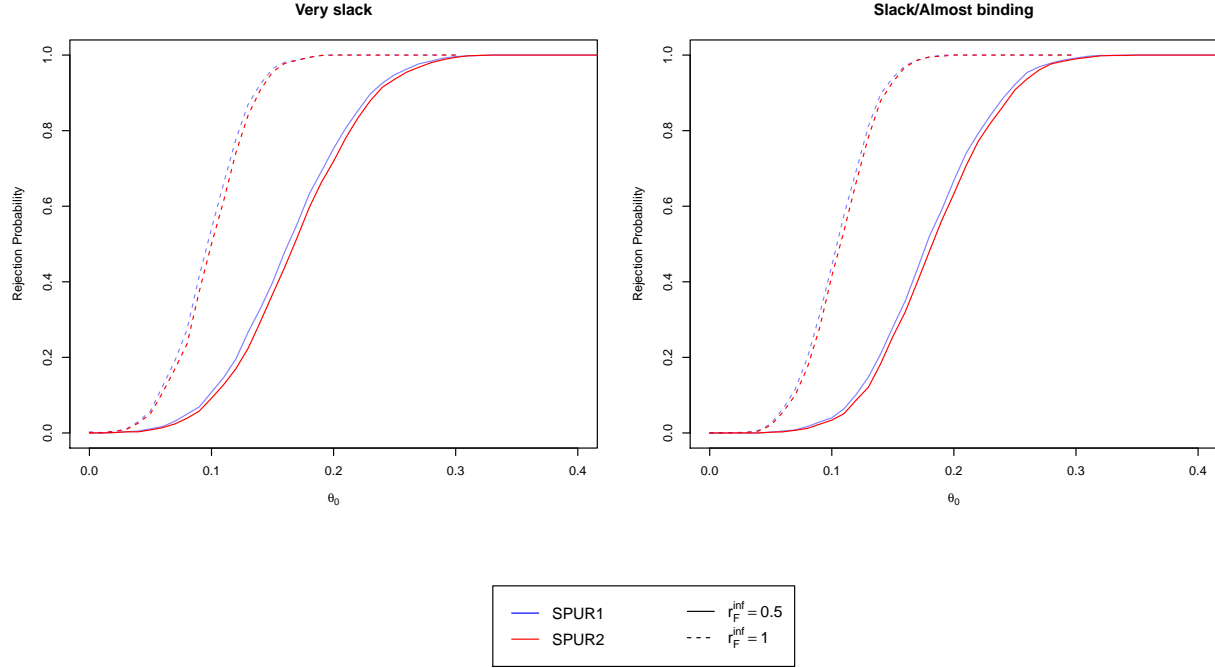 Very slack
Slack/Almost binding
Rejection Probability
1.0
0.8
0.6
0.4
0.2
0.0
0.0 0.1 0.2 0.3 0.4
θ₀
Rejection Probability
1.0
0.8
0.6
0.4
0.2
0.0
0.0 0.1 0.2 0.3 0.4
θ₀
SPUR1
SPUR2
r_F^inf = 0.5
r_F^inf = 1